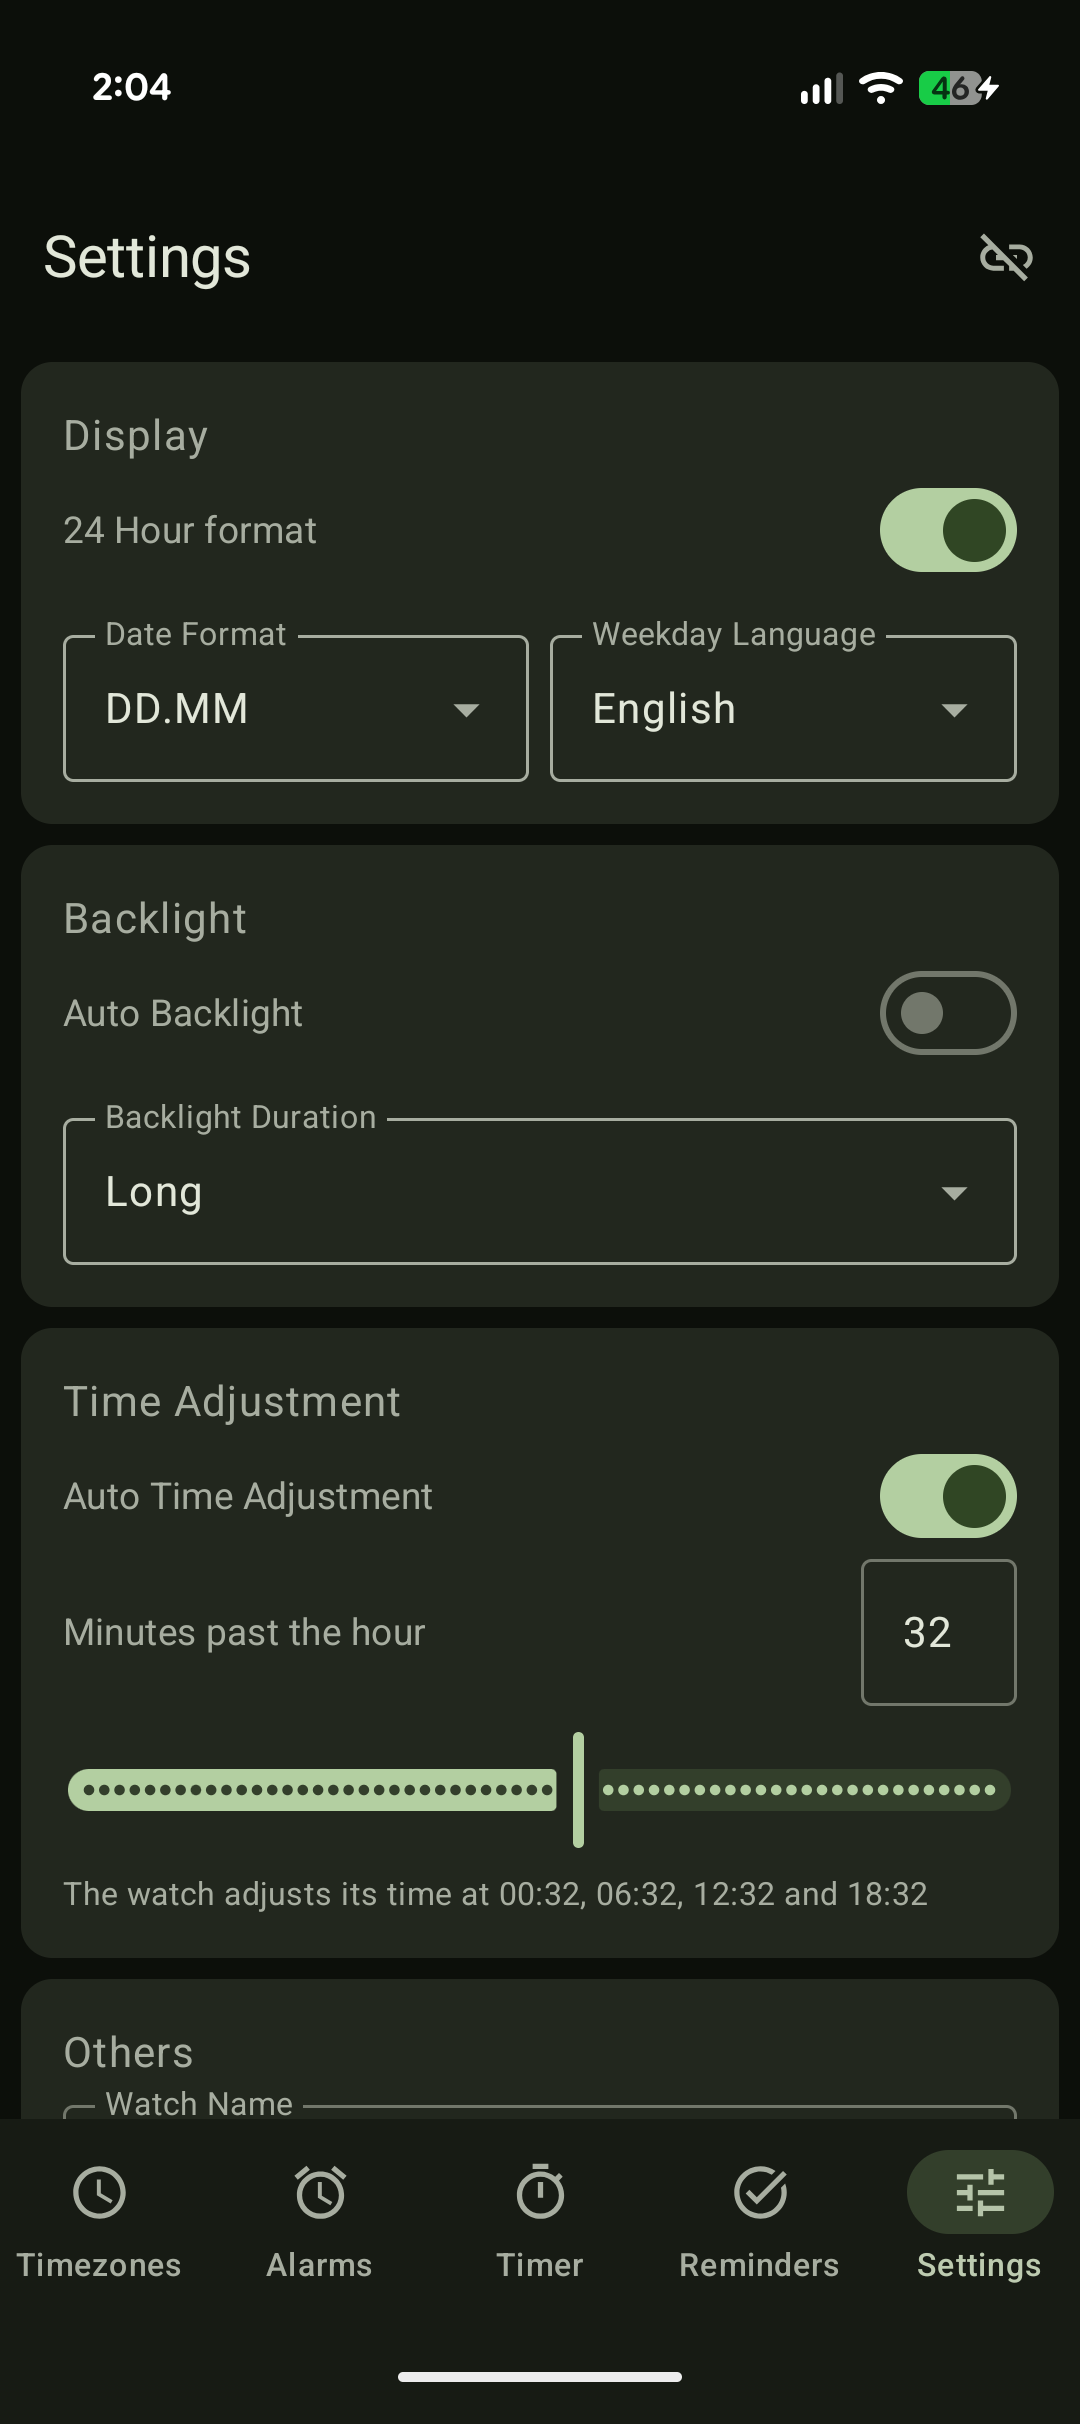 2:04
46
Settings
Display
24 Hour format
Date Format
Weekday Language
DD.MM
English
Backlight
Auto Backlight
Backlight Duration
Long
Time Adjustment
Auto Time Adjustment
Minutes past the hour
32
The watch adjusts its time at 00:32, 06:32, 12:32 and 18:32
Others
Watch Name
Timezones
Alarms
Timer
Reminders
Settings